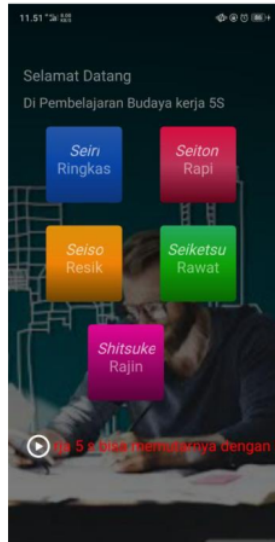 11.51
Selamat Datang
Di Pembelajaran Budaya kerja 5S
Seiri
Ringkas
Seiton
Rapi
Seiso
Resik
Seiketsu
Rawat
Shitsuke
Rajin
5 s bisa memutarnya dengan